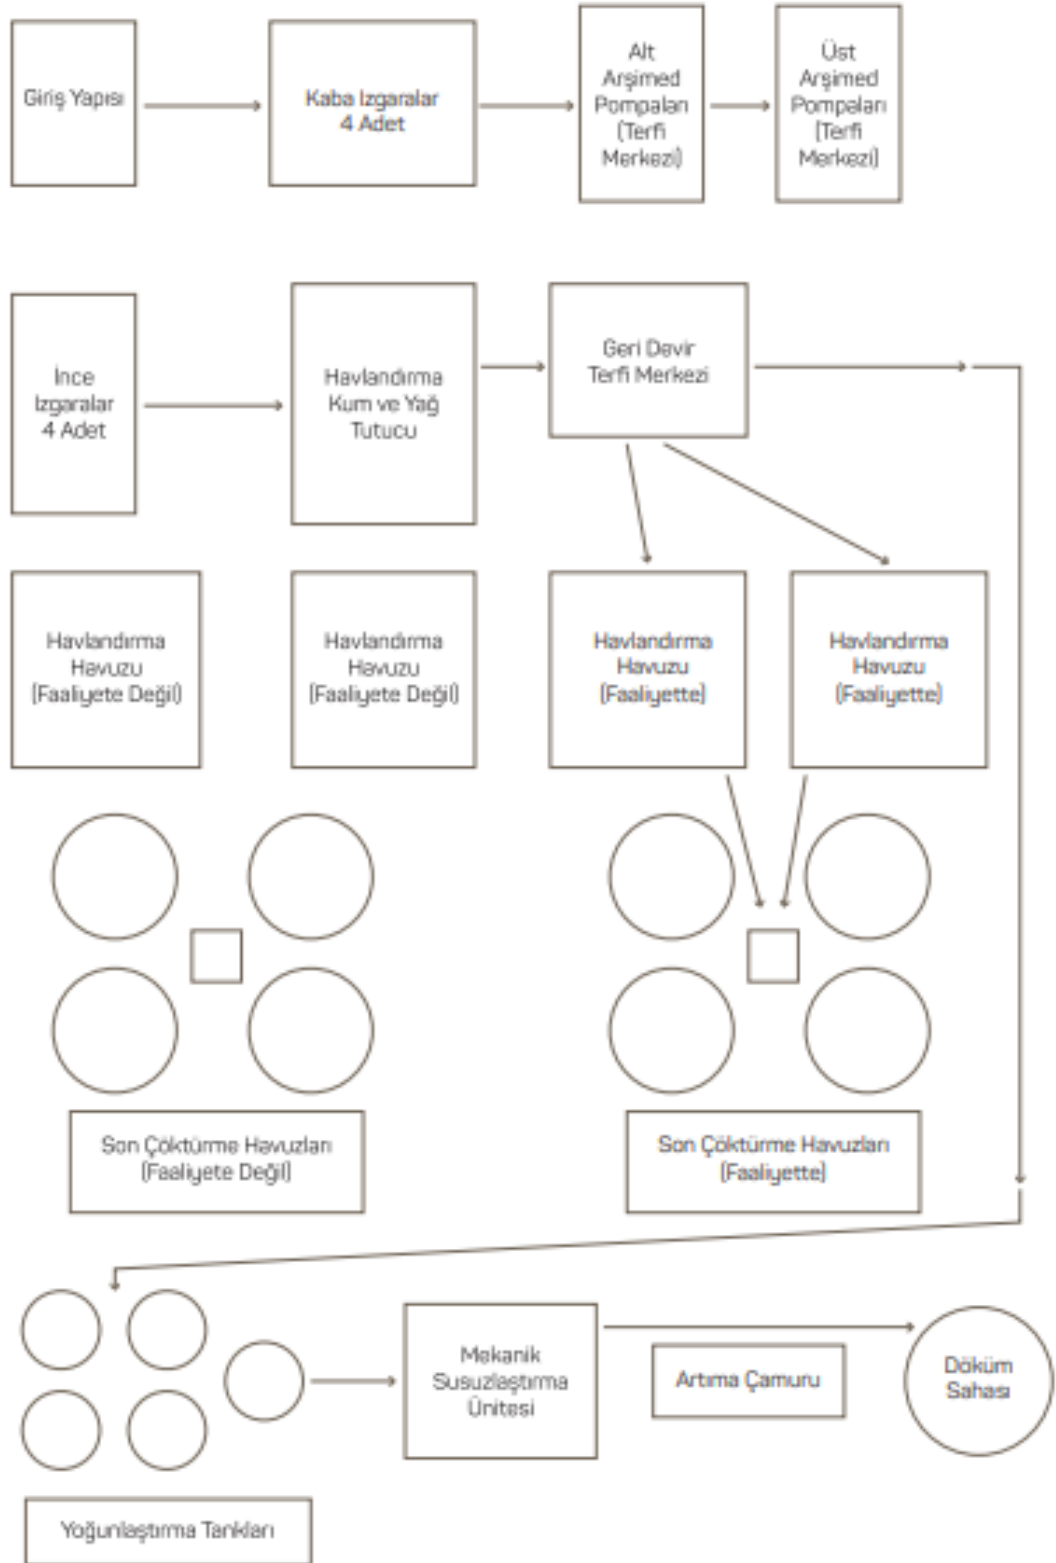 Giriş Yapısı
Kaba Izgaralar
4 Adet
Alt
Arşimed
Pompaları
(Terfi
Merkezi)
Üst
Arşimed
Pompaları
(Terfi
Merkezi)
İnce
Izgaralar
4 Adet
Havlandırma
Kum ve Yağ
Tutucu
Geri Devir
Terfi Merkezi
Havlandırma
Havuzu
(Faaliyete Değil)
Havlandırma
Havuzu
(Faaliyete Değil)
Havlandırma
Havuzu
(Faaliyette)
Havlandırma
Havuzu
(Faaliyette)
Son Çöktürme Havuzları
(Faaliyete Değil)
Son Çöktürme Havuzları
(Faaliyette)
Mekanik
Susuzlaştırma
Ünitesi
Artıma Çamuru
Döküm
Sahası
Yoğunlaştırma Tankları